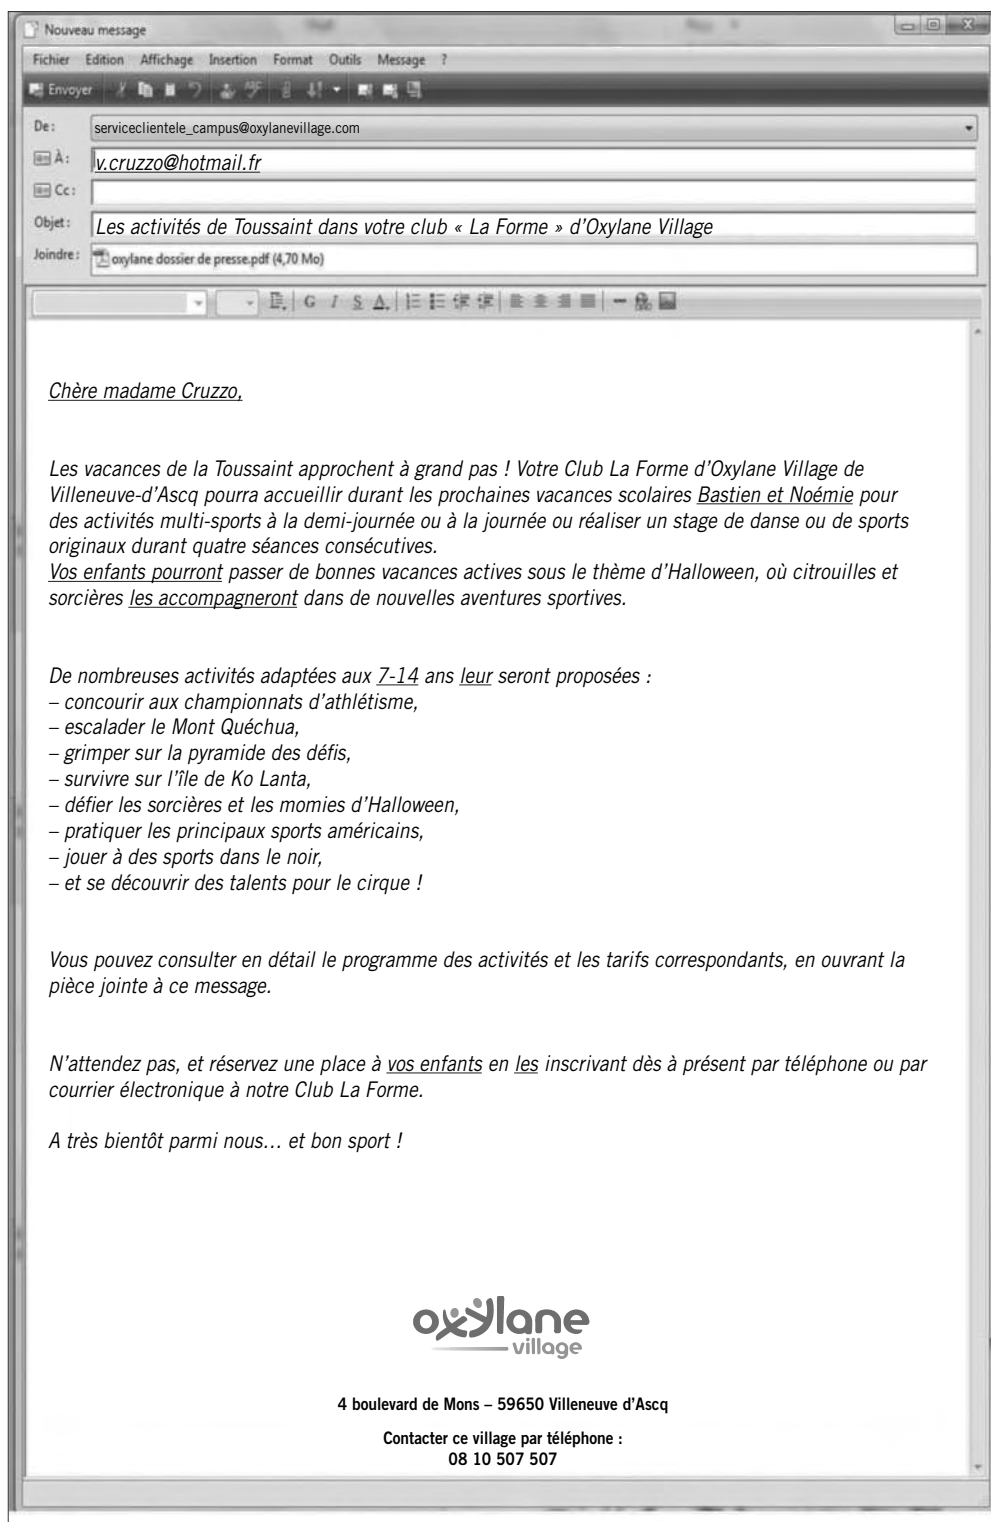 Nouveau message
Fichier Edition Affichage Insertion Format Outils Message ?
Envoyer
De : serviceclientele_campus@oxylanevillage.com
À : v.cruzzo@hotmail.fr
Cc :
Objet : Les activités de Toussaint dans votre club « La Forme » d’Oxylane Village
Joindre : oxylane dossier de presse.pdf (4,70 Mo)
G I S A
Chère madame Cruzzo,
Les vacances de la Toussaint approchent à grand pas ! Votre Club La Forme d’Oxylane Village de
Villeneuve-d’Ascq pourra accueillir durant les prochaines vacances scolaires Bastien et Noémie pour
des activités multi-sports à la demi-journée ou à la journée ou réaliser un stage de danse ou de sports
originaux durant quatre séances consécutives.
Vos enfants pourront passer de bonnes vacances actives sous le thème d’Halloween, où citrouilles et
sorcières les accompagneront dans de nouvelles aventures sportives.
De nombreuses activités adaptées aux 7-14 ans leur seront proposées :
– concourir aux championnats d’athlétisme,
– escalader le Mont Quéchua,
– grimper sur la pyramide des défis,
– survivre sur l’île de Ko Lanta,
– défier les sorcières et les momies d’Halloween,
– pratiquer les principaux sports américains,
– jouer à des sports dans le noir,
– et se découvrir des talents pour le cirque !
Vous pouvez consulter en détail le programme des activités et les tarifs correspondants, en ouvrant la
pièce jointe à ce message.
N’attendez pas, et réservez une place à vos enfants en les inscrivant dès à présent par téléphone ou par
courrier électronique à notre Club La Forme.
A très bientôt parmi nous… et bon sport !
oxylane
village
4 boulevard de Mons – 59650 Villeneuve d’Ascq
Contacter ce village par téléphone :
08 10 507 507